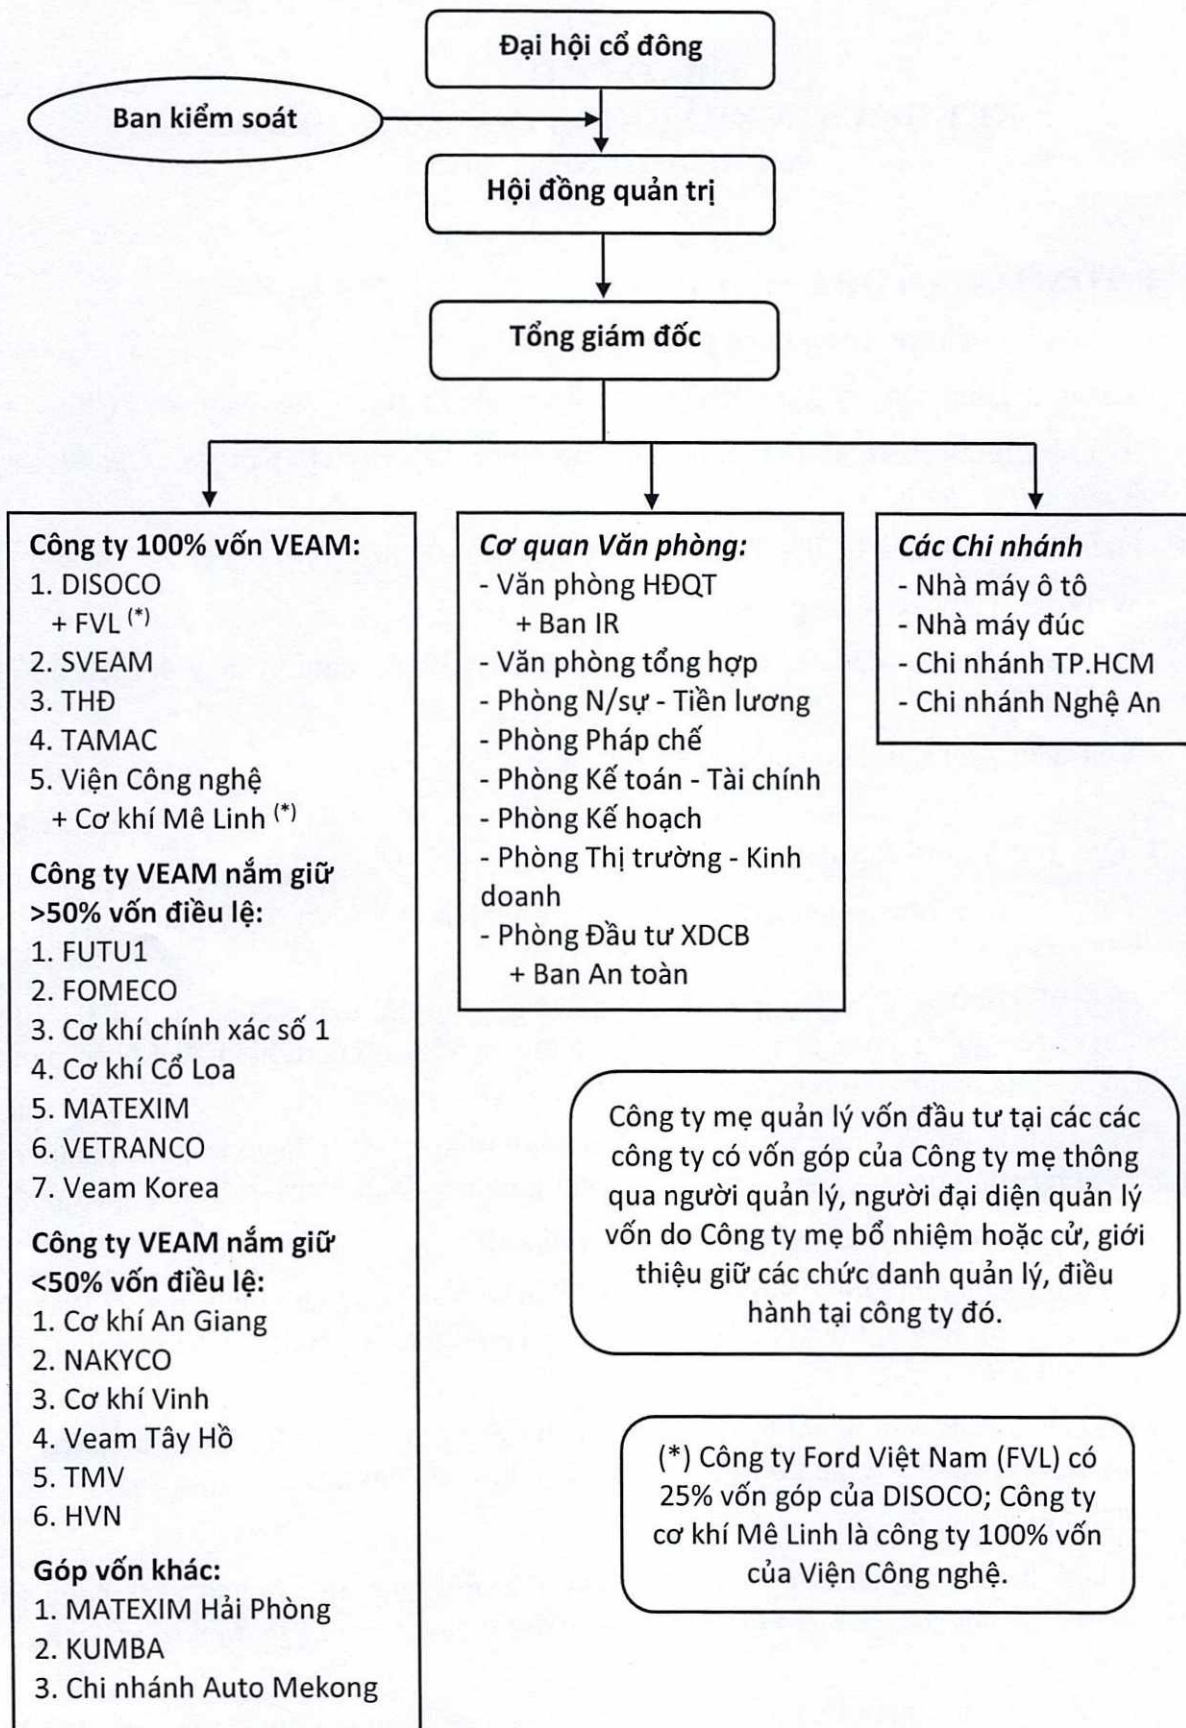 Đại hội cổ đông
Ban kiểm soát
Hội đồng quản trị
Tổng giám đốc
Công ty 100% vốn VEAM:
1. DISOCO
+ FVL (*)
2. SVEAM
3. THĐ
4. TAMAC
5. Viện Công nghệ
+ Cơ khí Mê Linh (*)
Công ty VEAM nắm giữ
>50% vốn điều lệ:
1. FUTU1
2. FOMECO
3. Cơ khí chính xác số 1
4. Cơ khí Cổ Loa
5. MATEXIM
6. VETRANCO
7. Veam Korea
Công ty VEAM nắm giữ
<50% vốn điều lệ:
1. Cơ khí An Giang
2. NAKYCO
3. Cơ khí Vinh
4. Veam Tây Hồ
5. TMV
6. HVN
Góp vốn khác:
1. MATEXIM Hải Phòng
2. KUMBA
3. Chi nhánh Auto Mekong
Cơ quan Văn phòng:
- Văn phòng HĐQT
+ Ban IR
- Văn phòng tổng hợp
- Phòng N/sự - Tiền lương
- Phòng Pháp chế
- Phòng Kế toán - Tài chính
- Phòng Kế hoạch
- Phòng Thị trường - Kinh
doanh
- Phòng Đầu tư XDCB
+ Ban An toàn
Các Chi nhánh
- Nhà máy ô tô
- Nhà máy đúc
- Chi nhánh TP.HCM
- Chi nhánh Nghệ An
Công ty mẹ quản lý vốn đầu tư tại các các
công ty có vốn góp của Công ty mẹ thông
qua người quản lý, người đại diện quản lý
vốn do Công ty mẹ bổ nhiệm hoặc cử, giới
thiệu giữ các chức danh quản lý, điều
hành tại công ty đó.
(*) Công ty Ford Việt Nam (FVL) có
25% vốn góp của DISOCO; Công ty
cơ khí Mê Linh là công ty 100% vốn
của Viện Công nghệ.